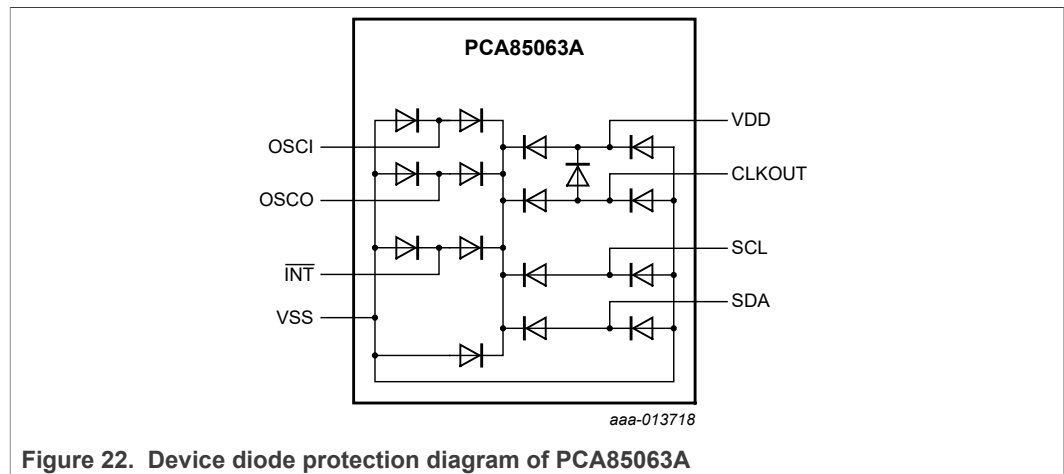 PCA85063A
OSCI
OSCO
INT
VSS
VDD
CLKOUT
SCL
SDA
aaa-013718
Figure 22. Device diode protection diagram of PCA85063A